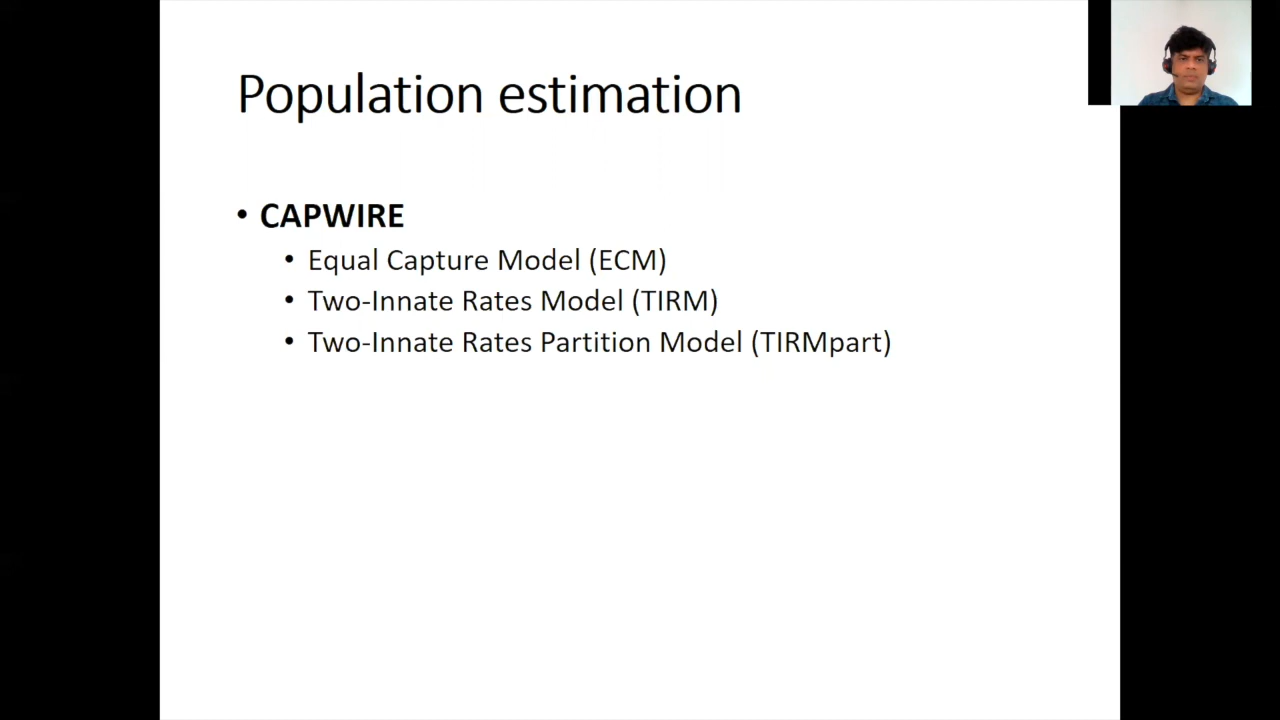 Population estimation
• CAPWIRE
• Equal Capture Model (ECM)
• Two-Innate Rates Model (TIRM)
• Two-Innate Rates Partition Model (TIRMpart)